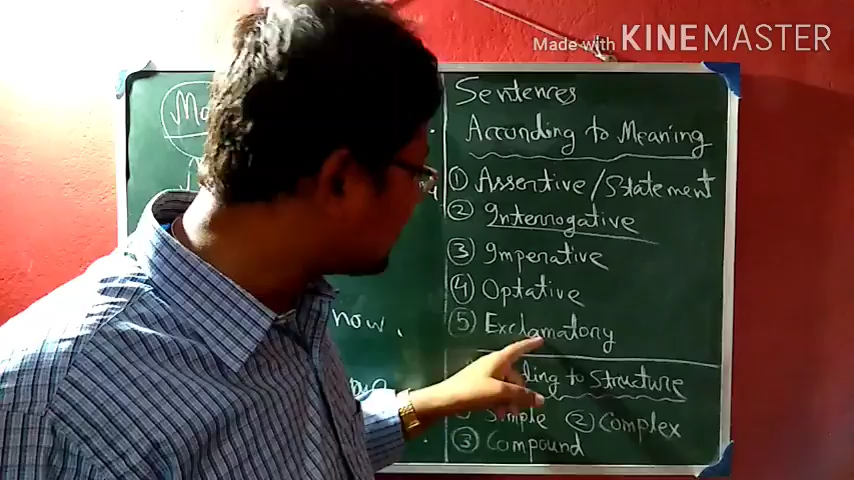 Made with KINEMASTER
Sentences
According to Meaning
① Assertive / Statement
② Interrogative
③ Imperative
④ Optative
⑤ Exclamatory
now.
to Structure
Simple ② Complex
③ Compound